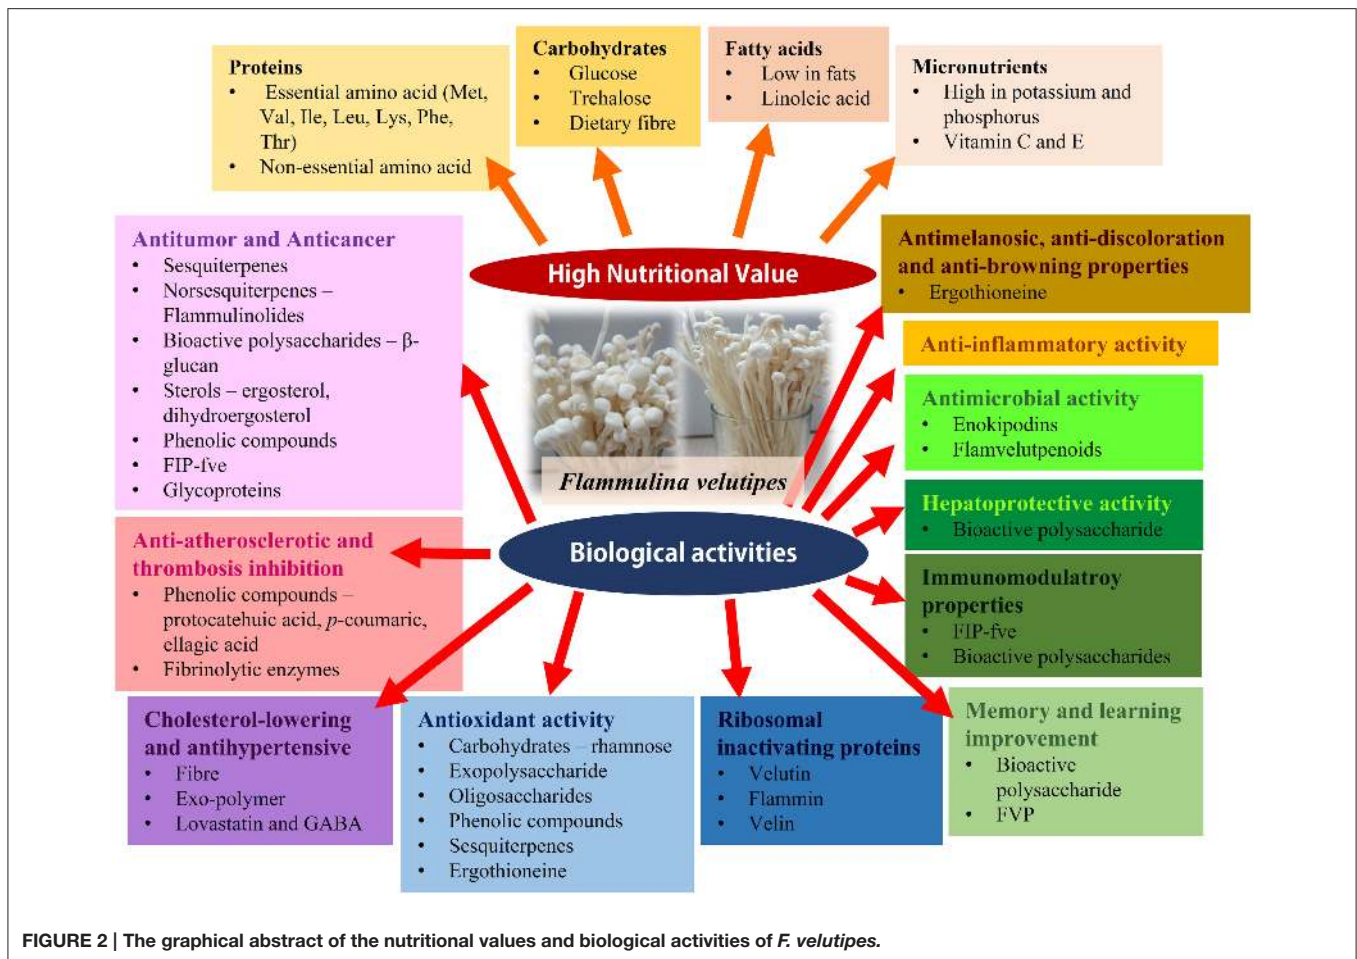 Proteins
• Essential amino acid (Met,
Val, Ile, Leu, Lys, Phe,
Thr)
• Non-essential amino acid
Carbohydrates
• Glucose
• Trehalose
• Dietary fibre
Fatty acids
• Low in fats
• Linoleic acid
Micronutrients
• High in potassium and
phosphorus
• Vitamin C and E
High Nutritional Value
Antitumor and Anticancer
• Sesquiterpenes
• Norsesquiterpenes –
Flammulinolides
• Bioactive polysaccharides – β-
glucan
• Sterols – ergosterol,
dihydroergosterol
• Phenolic compounds
• FIP-fve
• Glycoproteins
Antimelanosic, anti-discoloration
and anti-browning properties
• Ergothioneine
Anti-inflammatory activity
Antimicrobial activity
• Enokipodins
• Flamvelutpenoids
Flammulina velutipes
Hepatoprotective activity
• Bioactive polysaccharide
Biological activities
Anti-atherosclerotic and
thrombosis inhibition
• Phenolic compounds –
protocatehuic acid, p-coumaric,
ellagic acid
• Fibrinolytic enzymes
Immunomodulatroy
properties
• FIP-fve
• Bioactive polysaccharides
Cholesterol-lowering
and antihypertensive
• Fibre
• Exo-polymer
• Lovastatin and GABA
Antioxidant activity
• Carbohydrates – rhamnose
• Exopolysaccharide
• Oligosaccharides
• Phenolic compounds
• Sesquiterpenes
• Ergothioneine
Ribosomal
inactivating proteins
• Velutin
• Flammin
• Velin
Memory and learning
improvement
• Bioactive
polysaccharide
• FVP
FIGURE 2 | The graphical abstract of the nutritional values and biological activities of F. velutipes.